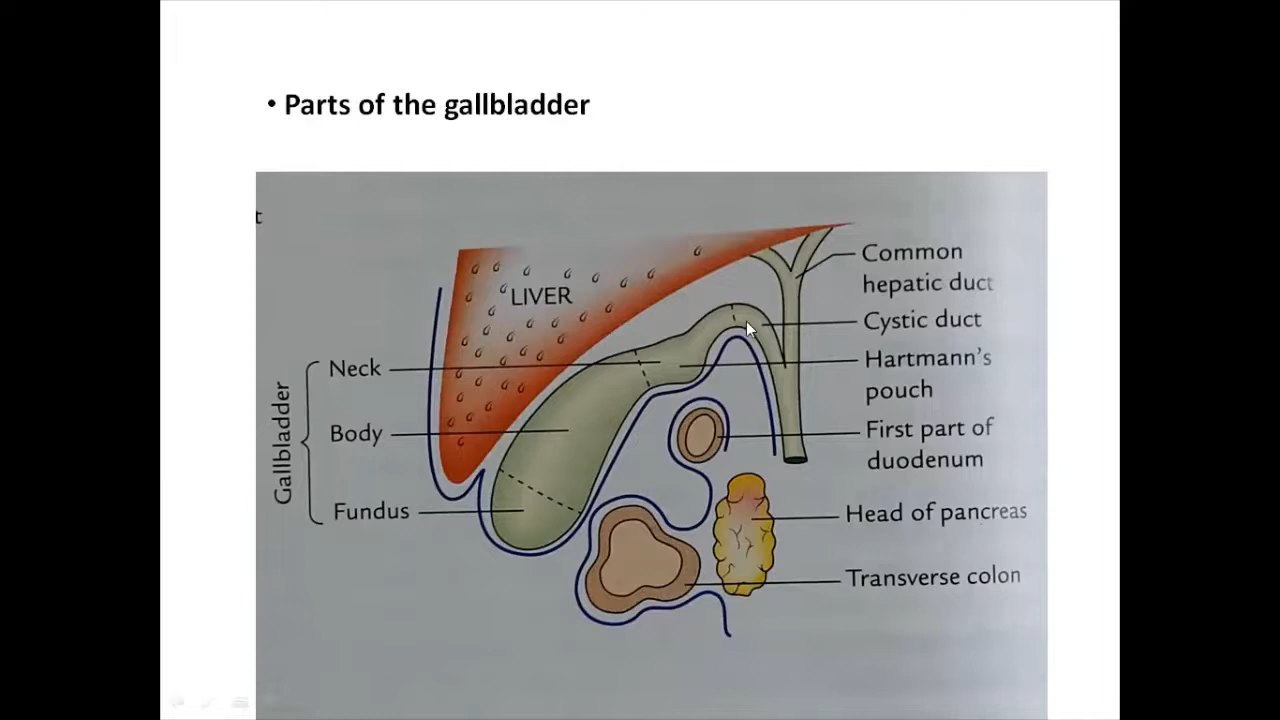 • Parts of the gallbladder
t
LIVER
Common
hepatic duct
Cystic duct
Hartmann's
pouch
First part of
duodenum
Head of pancreas
Transverse colon
Gallbladder
Neck
Body
Fundus